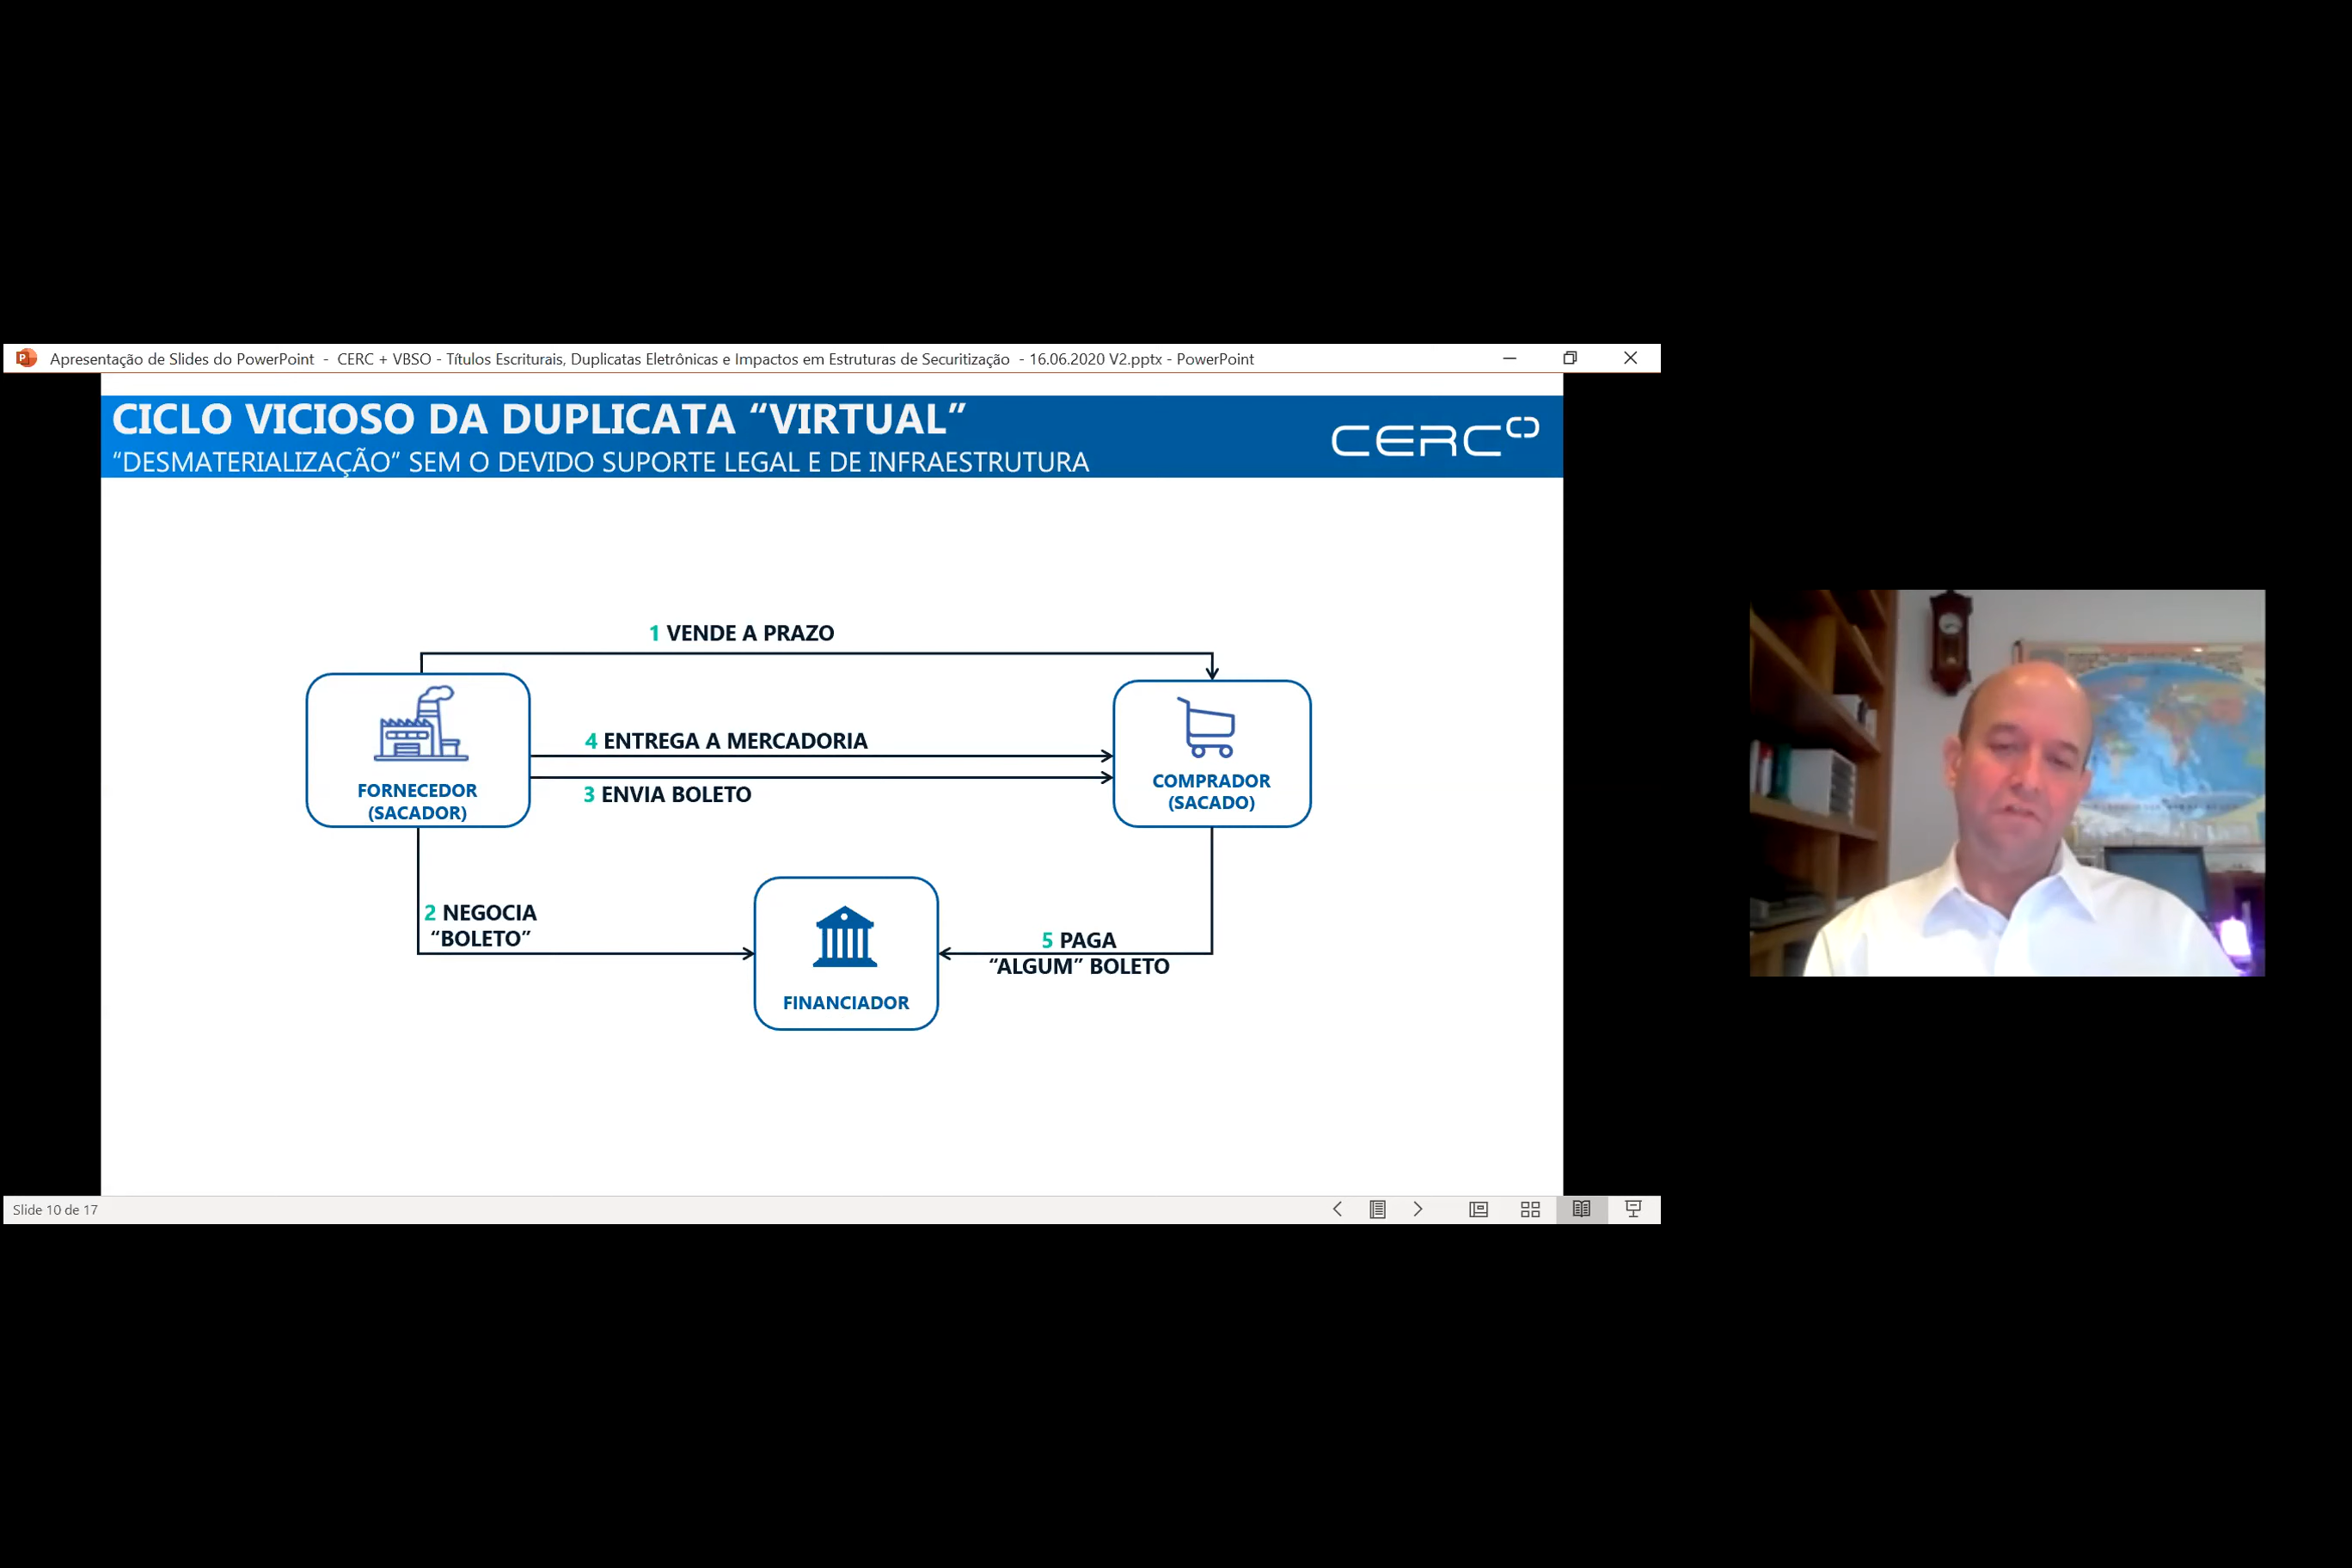 Apresentação de Slides do PowerPoint - CERC + VBSO - Títulos Escriturais, Duplicatas Eletrônicas e Impactos em Estruturas de Securitização - 16.06.2020 V2.pptx - PowerPoint
CICLO VICIOSO DA DUPLICATA “VIRTUAL”
“DESMATERIALIZAÇÃO” SEM O DEVIDO SUPORTE LEGAL E DE INFRAESTRUTURA
CERC
1 VENDE A PRAZO
4 ENTREGA A MERCADORIA
3 ENVIA BOLETO
FORNECEDOR
(SACADOR)
COMPRADOR
(SACADO)
2 NEGOCIA
“BOLETO”
5 PAGA
“ALGUM” BOLETO
FINANCIADOR
Slide 10 de 17